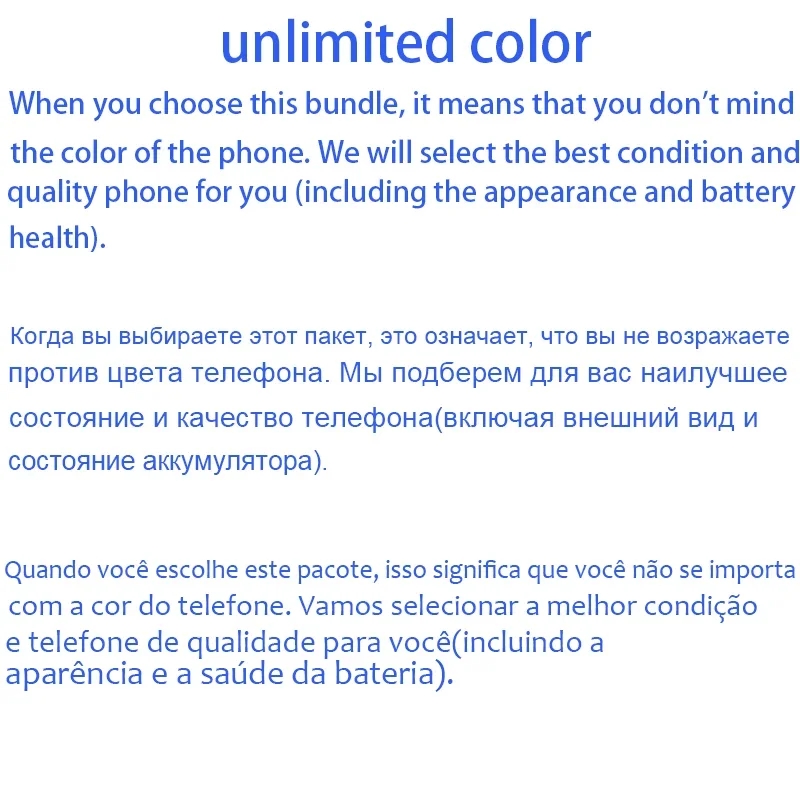 unlimited color
When you choose this bundle, it means that you don’t mind
the color of the phone. We will select the best condition and
quality phone for you (including the appearance and battery
health).
Когда вы выбираете этот пакет, это означает, что вы не возражаете
против цвета телефона. Мы подберем для вас наилучшее
состояние и качество телефона(включая внешний вид и
состояние аккумулятора).
Quando você escolhe este pacote, isso significa que você não se importa
com a cor do telefone. Vamos selecionar a melhor condição
e telefone de qualidade para você(incluindo a
aparência e a saúde da bateria).